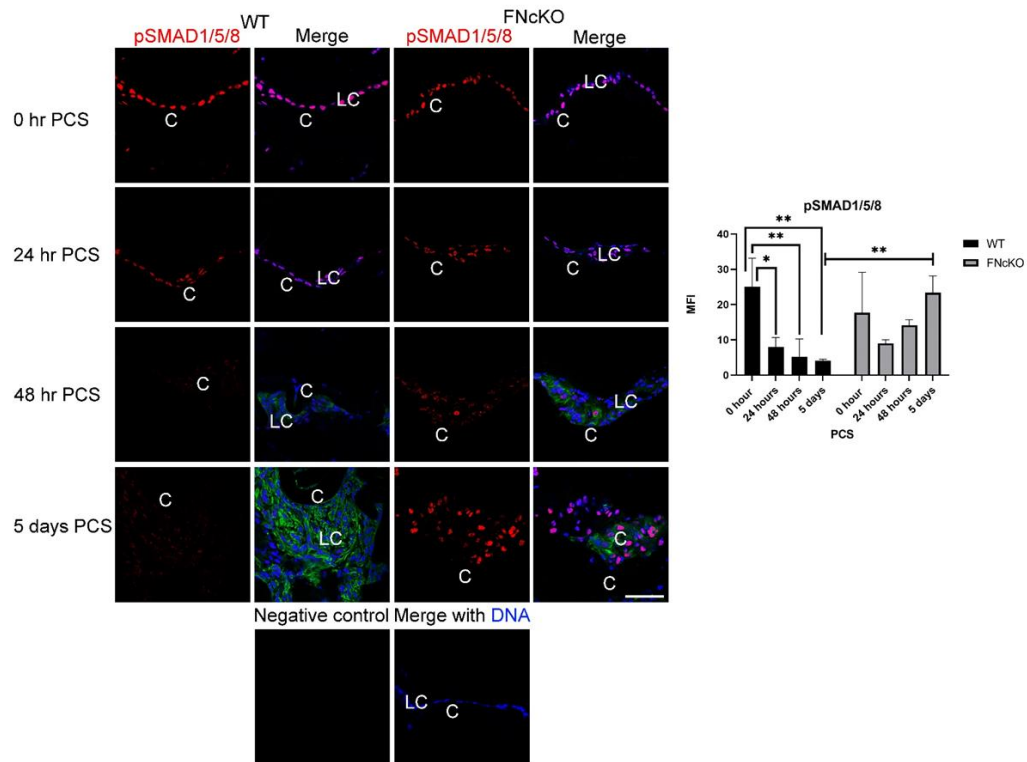 WT FNcKO
pSMAD1/5/8 Merge pSMAD1/5/8 Merge
0 hr PCS
C C LC C LC C
24 hr PCS
C C LC C LC
48 hr PCS
C LC C C LC C
5 days PCS
C C LC C C C
Negative control Merge with DNA
LC C
pSMAD1/5/8
**
**
*
**
WT
FNcKO
MFI
40
30
20
10
0
0 hour 24 hours 48 hours 5 days 0 hour 24 hours 48 hours 5 days
PCS